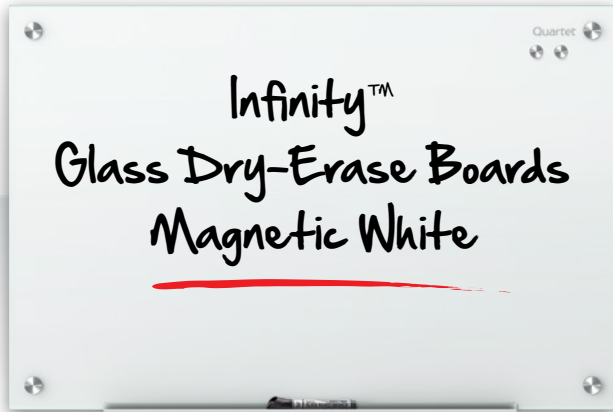 Quartet
Infinity™
Glass Dry-Erase Boards
Magnetic White